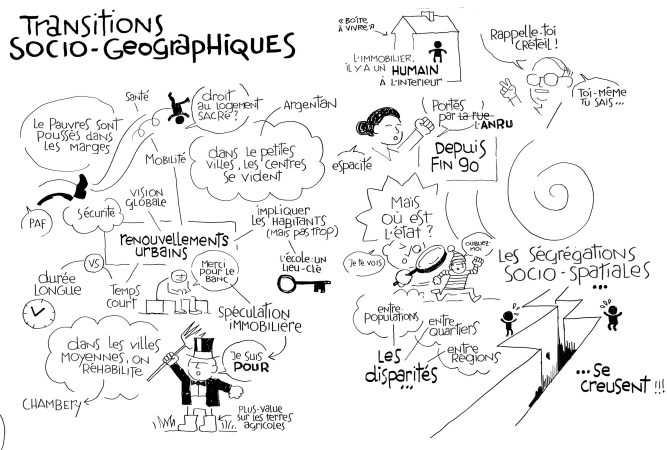 Transitions
Socio-Geographiques
« BOÎTE
À VIVRE »
L'IMMOBILIER,
IL Y A UN HUMAIN
À L'INTERIEUR
Rappelle-toi
CRÉTEIL !
Toi-même
TU SAIS...
Santé
droit
au logement
SACRÉ ?
Argentan
Le Pauvres sont
poussés dans
les marges
Mobilité
dans le petites
villes, les centres
se vident
espacité
Portés
par la rue
L'ANRU
Depuis
Fin 90
PAF
Sécurité
VISION
GLOBALE
renouvellements
urbains
impliquer
les HABITANTS
(Mais pas trop)
L'école : un
lieu-clé
Mais
où est
l'état ?
Je te vois
OUBLIEZ
MOI
Les Ségrégations
socio-spatiales
...
durée
Longue
VS
Temps
court
Merci
pour le
banc
Spéculation
immobiliere
entre
Populations
entre
quartiers
entre
Régions
Les
disparités
...
...Se
creusent !!!
dans les villes
moyennes, on
réhabilite
CHAMBERY
Je suis
POUR
PLUS-value
sur les terres
agricoles